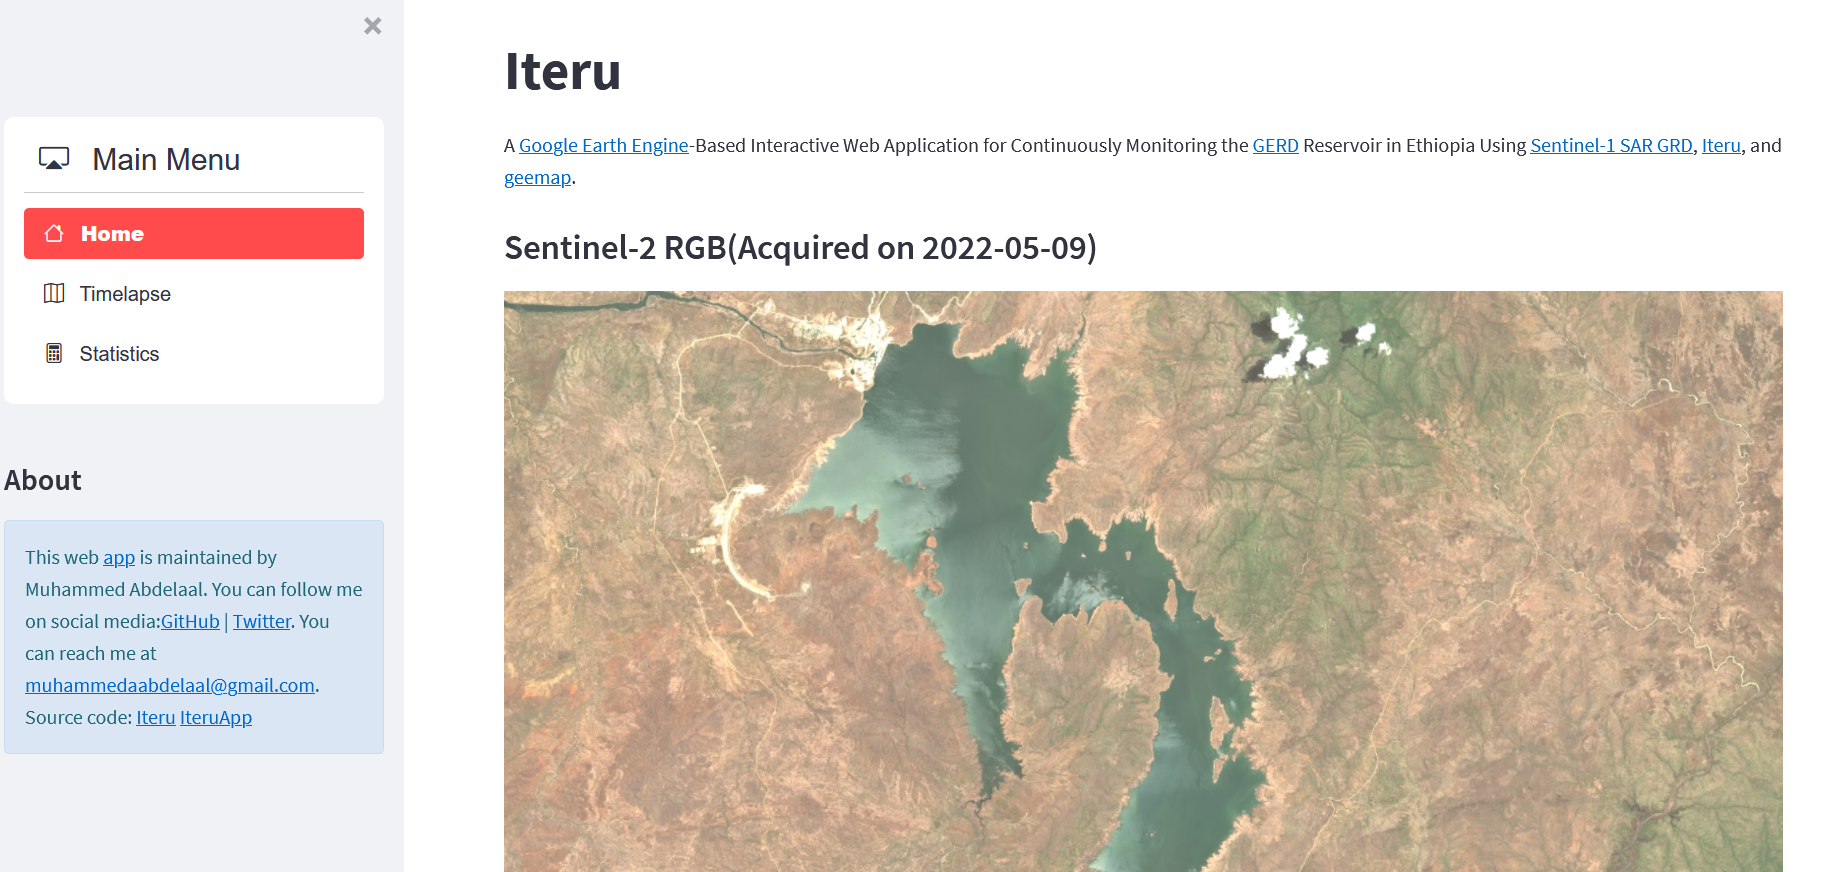 ×
Main Menu
Home
Timelapse
Statistics
About
This web app is maintained by
Muhammed Abdelaal. You can follow me
on social media:GitHub | Twitter. You
can reach me at
muhammedaabdelaal@gmail.com.
Source code: Iteru IteruApp
Iteru
A Google Earth Engine-Based Interactive Web Application for Continuously Monitoring the GERD Reservoir in Ethiopia Using Sentinel-1 SAR GRD, Iteru, and
geemap.
Sentinel-2 RGB(Acquired on 2022-05-09)